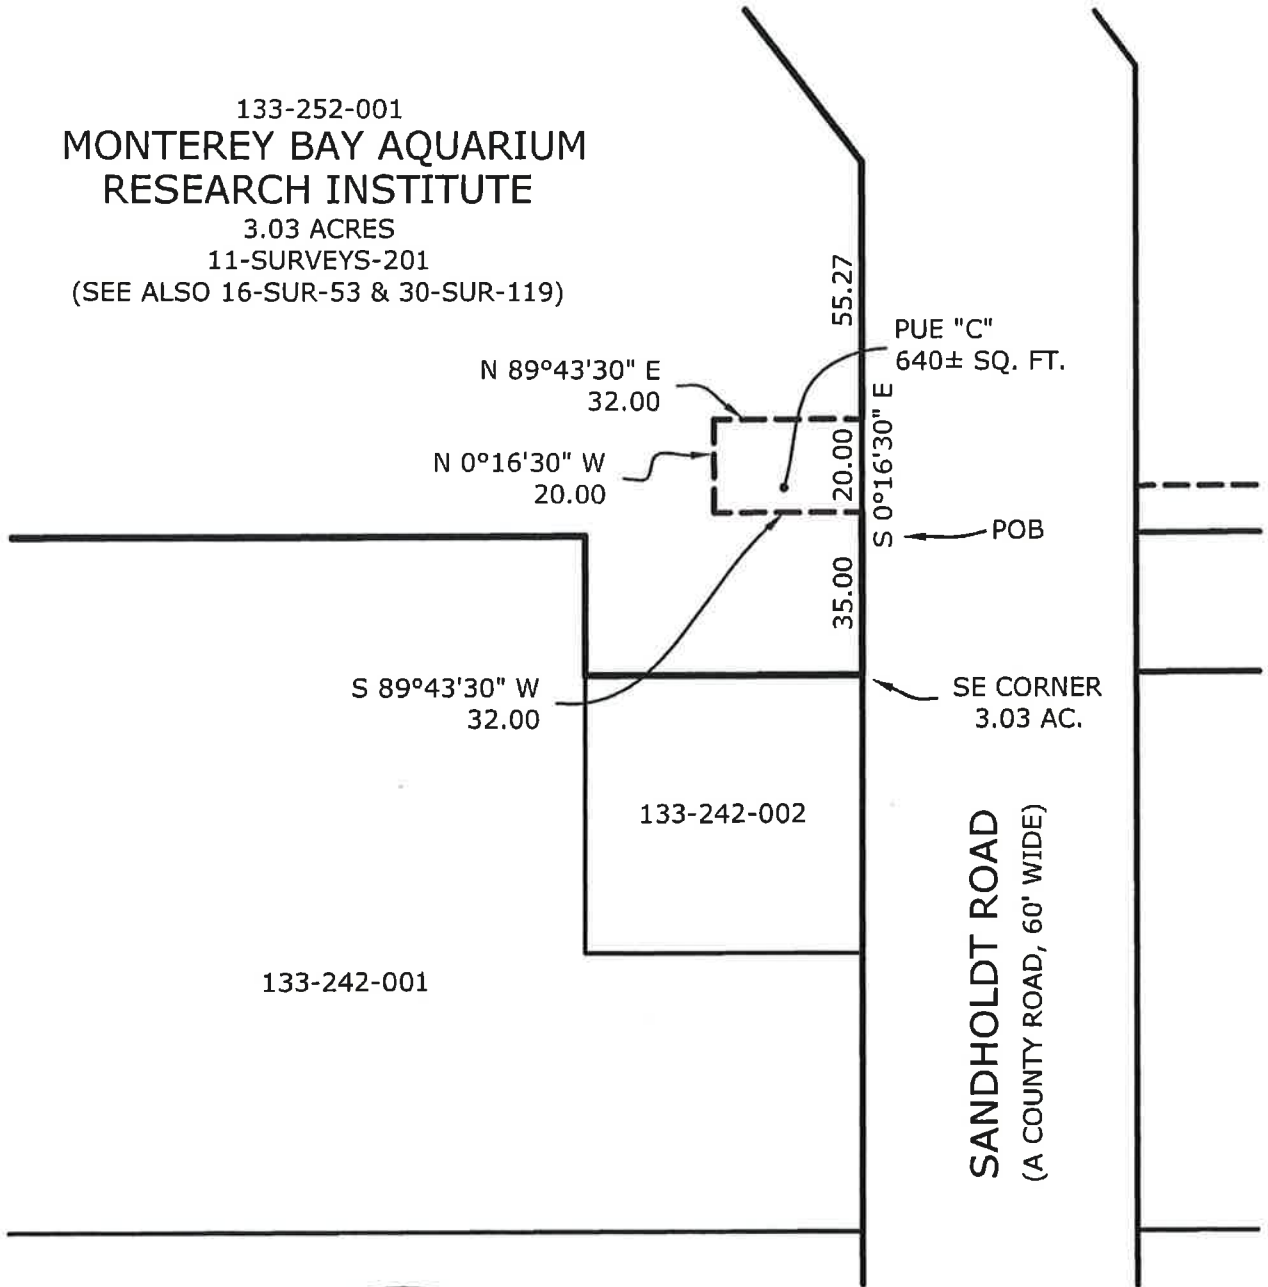 133-252-001
MONTEREY BAY AQUARIUM
RESEARCH INSTITUTE
3.03 ACRES
11-SURVEYS-201
(SEE ALSO 16-SUR-53 & 30-SUR-119)
55.27
PUE "C"
640± SQ. FT.
N 89°43'30" E
32.00
N 0°16'30" W
20.00
20.00
S 0°16'30" E
POB
35.00
S 89°43'30" W
32.00
SE CORNER
3.03 AC.
133-242-002
133-242-001
SANDHOLDT ROAD
(A COUNTY ROAD, 60' WIDE)